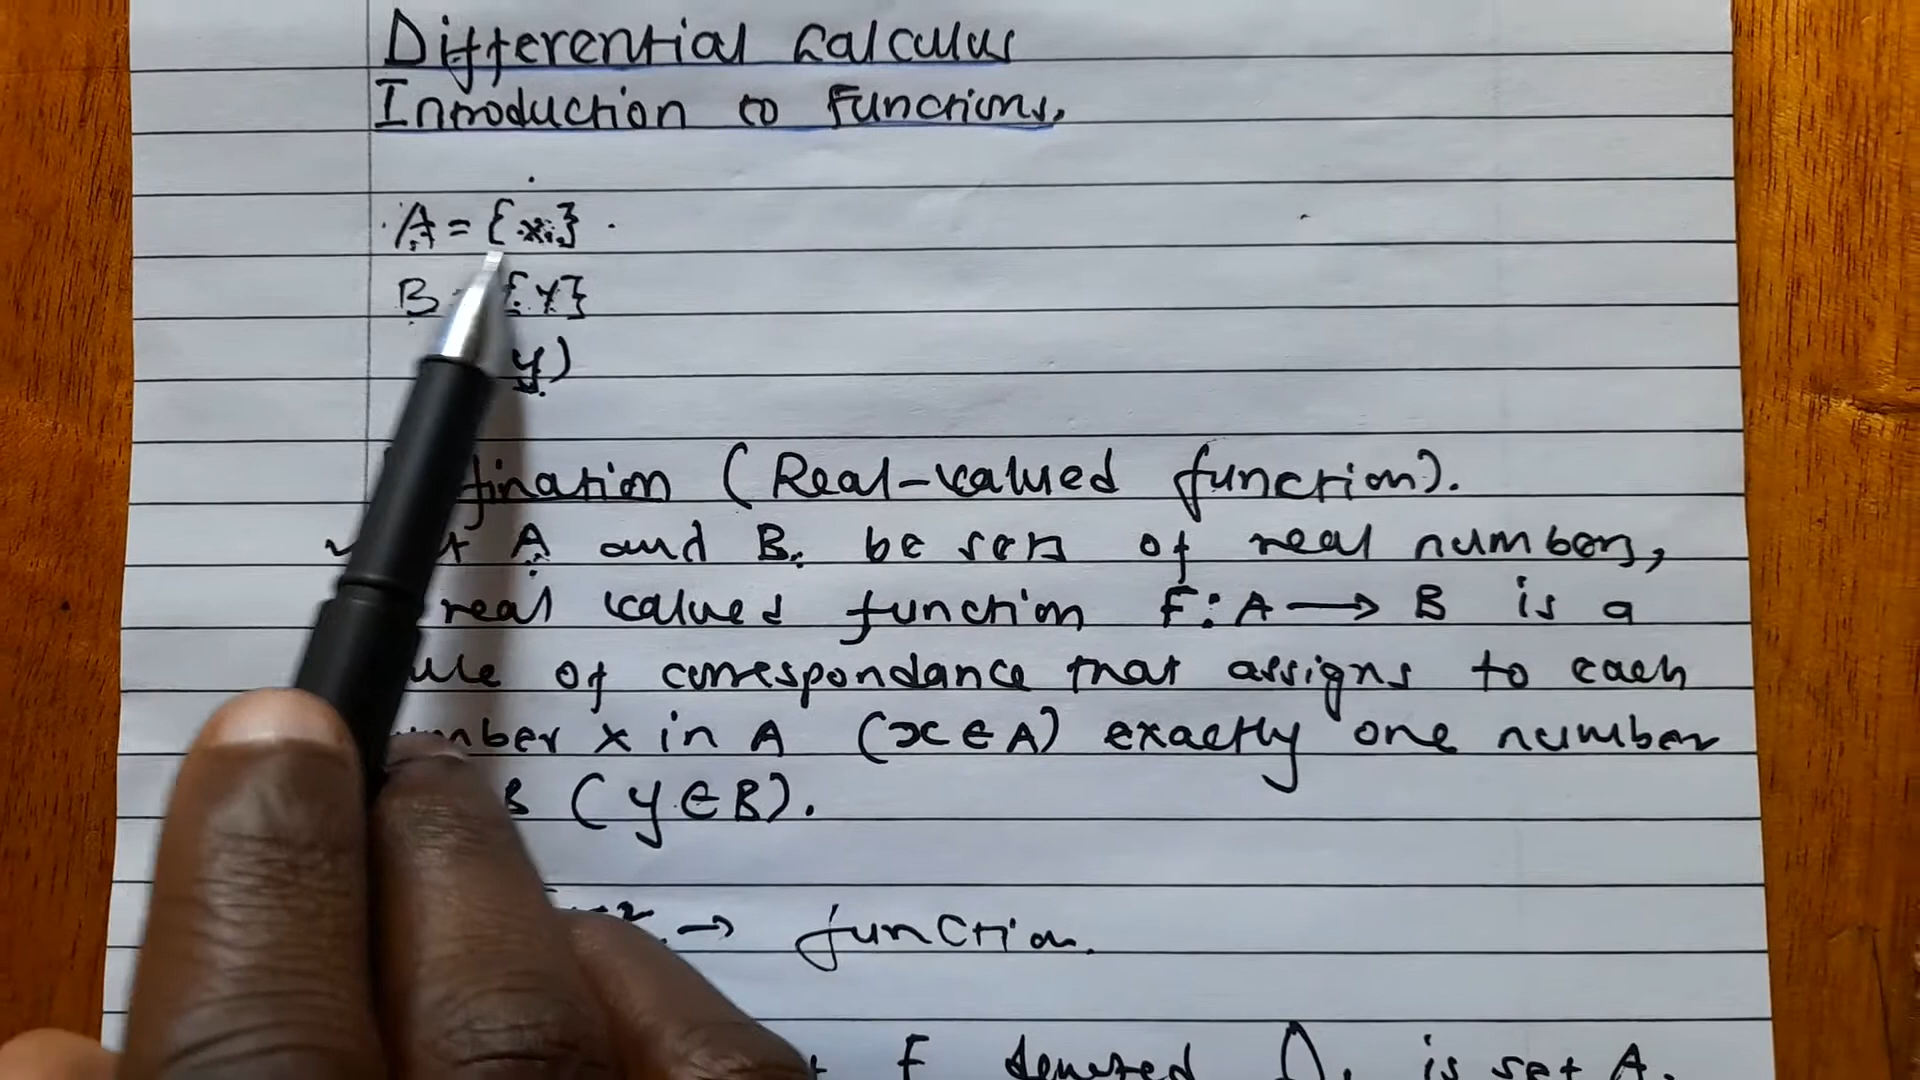 Differential Calculus
Introduction to Functions.
A = {x}
B = {Y}
y)
(Real-valued function).
A and B. be sets of real numbers,
real valued function F: A → B is a
of correspondance that assigns to each
x in A (x ∈ A) exactly one number
B (y ∈ B).
→ function.
F denoted is set A.